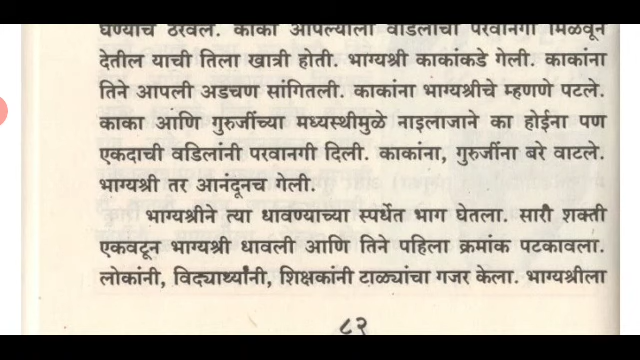 घेण्याचे ठरवले. काका आपल्याला वडिलांची परवानगी मिळवून
देतील याची तिला खात्री होती. भाग्यश्री काकांकडे गेली. काकांना
तिने आपली अडचण सांगितली. काकांना भाग्यश्रीचे म्हणणे पटले.
काका आणि गुरुजींच्या मध्यस्थीमुळे नाइलाजाने का होईना पण
एकदाची वडिलांनी परवानगी दिली. काकांना, गुरुजींना बरे वाटले.
भाग्यश्री तर आनंदूनच गेली.
भाग्यश्रीने त्या धावण्याच्या स्पर्धेत भाग घेतला. सारी शक्ती
एकवटून भाग्यश्री धावली आणि तिने पहिला क्रमांक पटकावला.
लोकांनी, विद्यार्थ्यांनी, शिक्षकांनी टाळ्यांचा गजर केला. भाग्यश्रीला
८२